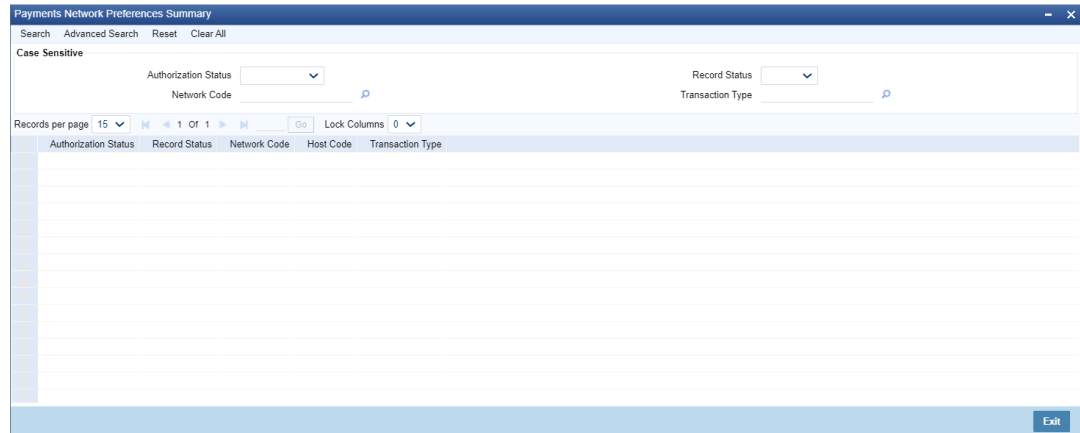 Payments Network Preferences Summary
Search Advanced Search Reset Clear All
Case Sensitive
Authorization Status Record Status
Network Code Transaction Type
Records per page 15 1 Of 1 Go Lock Columns 0
Authorization Status Record Status Network Code Host Code Transaction Type
Exit